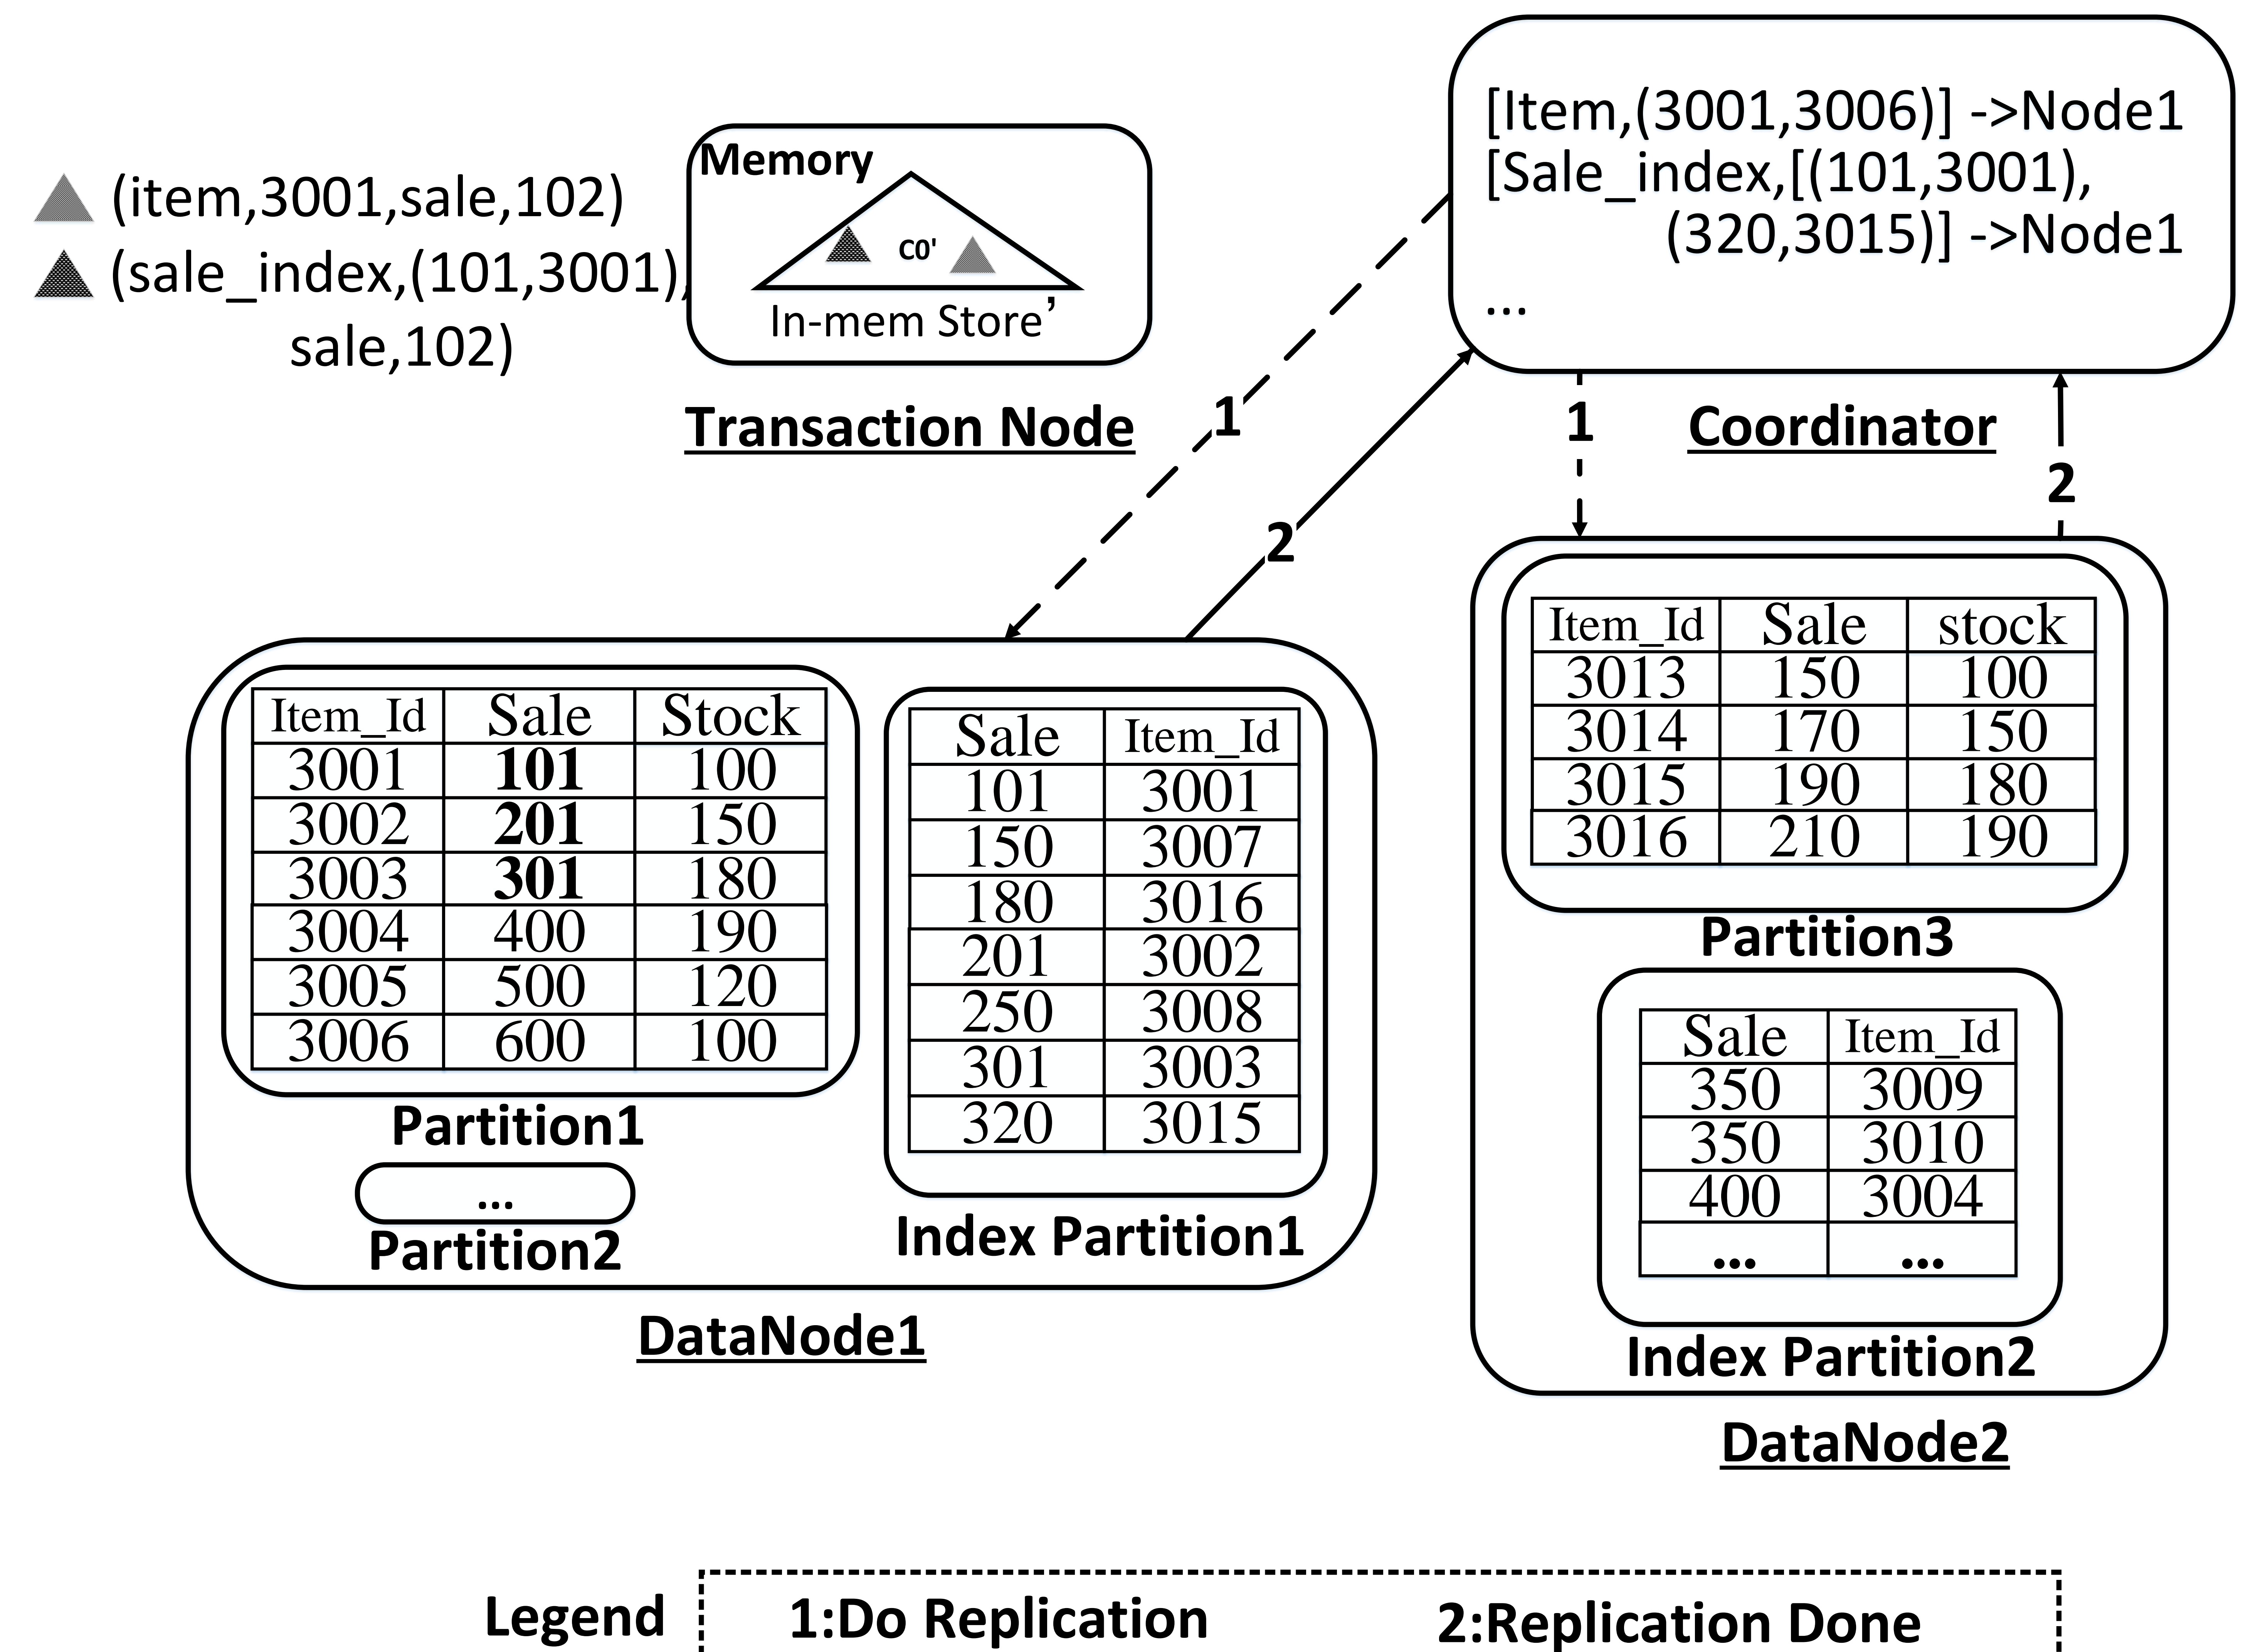 (item,3001,sale,102)
(sale_index,(101,3001),
sale,102)
Memory
C0'
In-mem Store’
Transaction Node
[Item,(3001,3006)] ->Node1
[Sale_index,[(101,3001),
(320,3015)] ->Node1
...
Coordinator
1
2
1
2
Item_Id Sale Stock
3001 101 100
3002 201 150
3003 301 180
3004 400 190
3005 500 120
3006 600 100
Partition1
...
Partition2
Sale Item_Id
101 3001
150 3007
180 3016
201 3002
250 3008
301 3003
320 3015
Index Partition1
DataNode1
Item_Id Sale stock
3013 150 100
3014 170 150
3015 190 180
3016 210 190
Partition3
Sale Item_Id
350 3009
350 3010
400 3004
... ...
Index Partition2
DataNode2
Legend
1:Do Replication
2:Replication Done